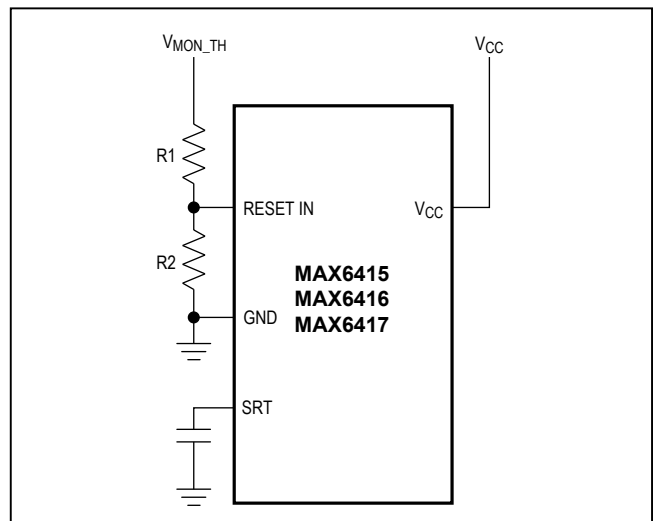 VMON_TH
VCC
R1
RESET IN
VCC
R2
MAX6415
MAX6416
MAX6417
GND
SRT